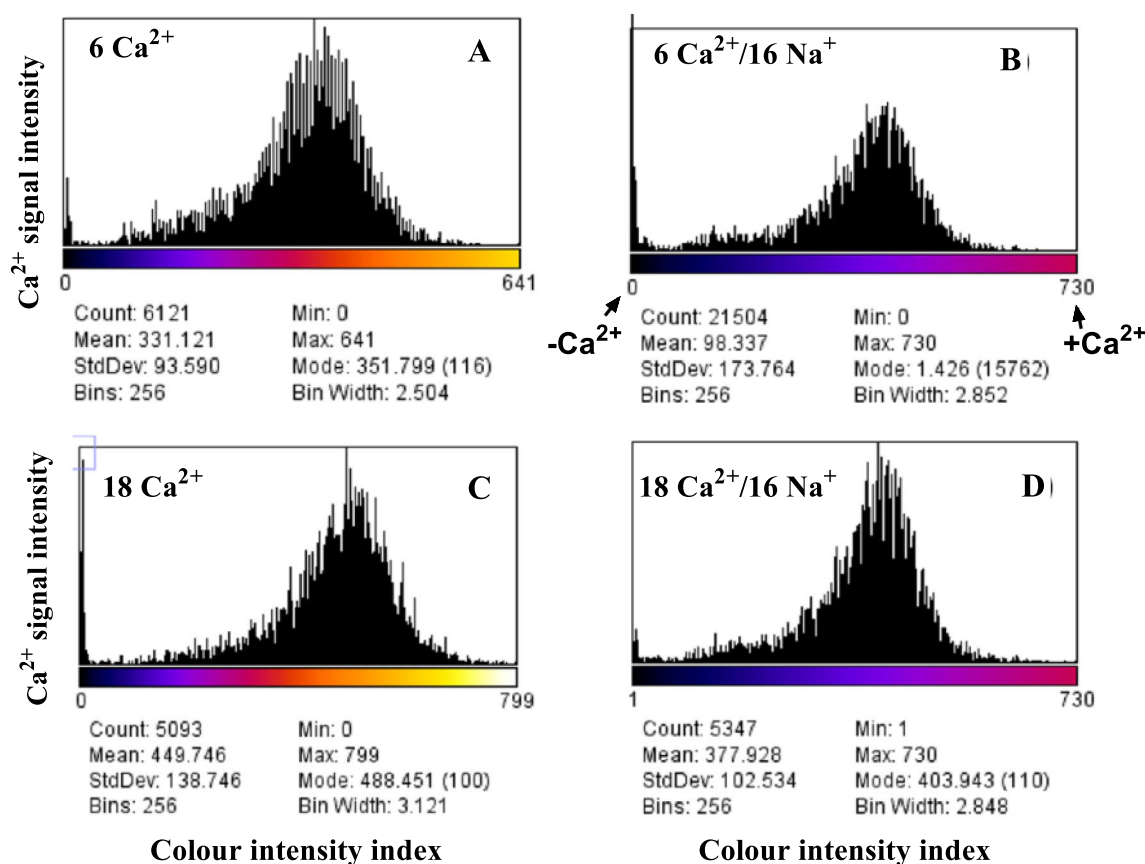 Ca2+ signal intensity
6 Ca2+
A
0
641
Count: 6121
Min: 0
Mean: 331.121
Max: 641
StdDev: 93.590
Mode: 351.799 (116)
Bins: 256
Bin Width: 2.504
6 Ca2+/16 Na+
B
0
730
-Ca2+
+Ca2+
Count: 21504
Min: 0
Mean: 98.337
Max: 730
StdDev: 173.764
Mode: 1.426 (15762)
Bins: 256
Bin Width: 2.852
Ca2+ signal intensity
18 Ca2+
C
0
799
Count: 5093
Min: 0
Mean: 449.746
Max: 799
StdDev: 138.746
Mode: 488.451 (100)
Bins: 256
Bin Width: 3.121
Colour intensity index
18 Ca2+/16 Na+
D
1
730
Count: 5347
Min: 1
Mean: 377.928
Max: 730
StdDev: 102.534
Mode: 403.943 (110)
Bins: 256
Bin Width: 2.848
Colour intensity index